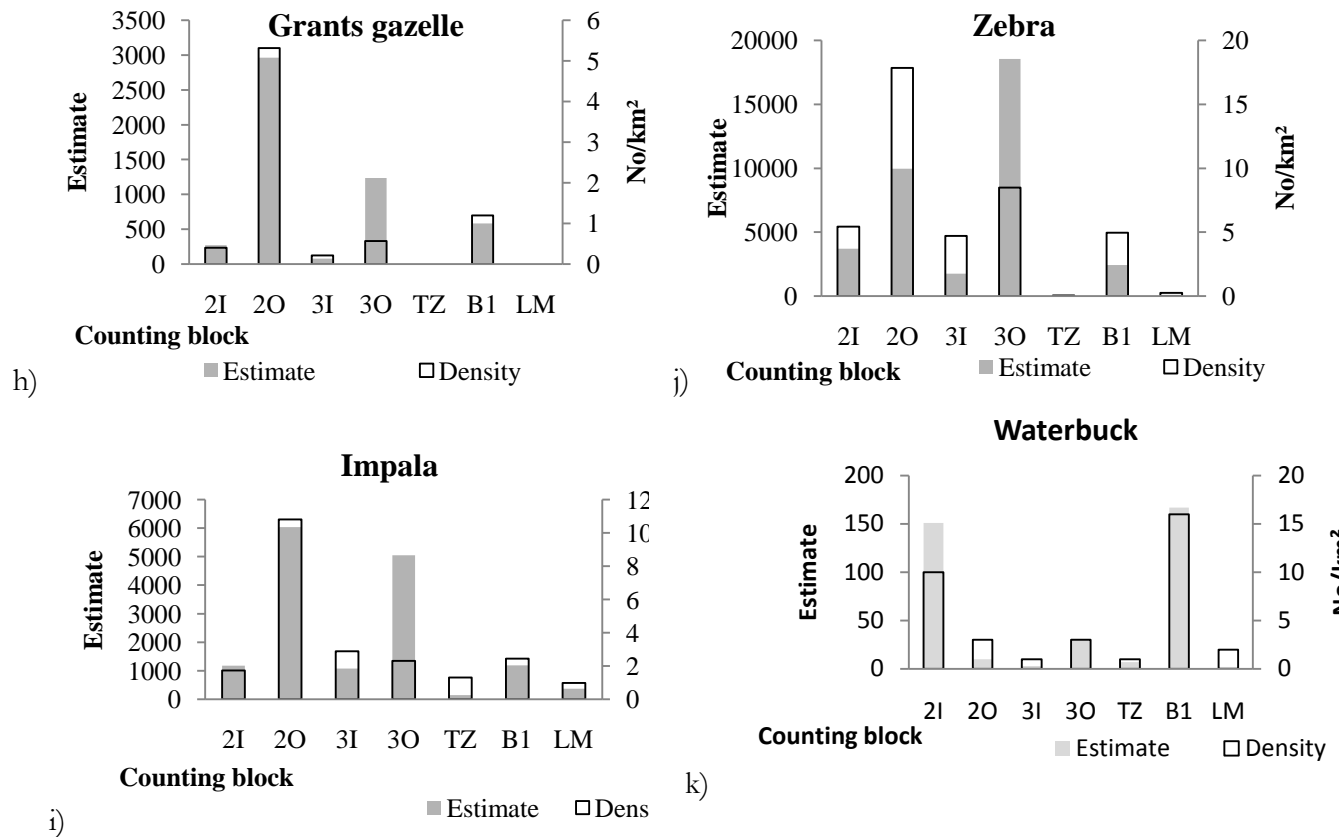 Grants gazelle
3500
3000
2500
2000
1500
1000
500
0
Estimate
6
5
4
3
2
1
0
No/km²
2I 2O 3I 3O TZ B1 LM
Counting block
Estimate Density
h)
Zebra
20000
15000
10000
5000
0
Estimate
20
15
10
5
0
No/km²
2I 2O 3I 3O TZ B1 LM
Counting block
Estimate Density
j)
Impala
7000
6000
5000
4000
3000
2000
1000
0
Estimate
12
10
8
6
4
2
0
2I 2O 3I 3O TZ B1 LM
Counting block
Estimate Dens
i)
Waterbuck
200
150
100
50
0
Estimate
20
15
10
5
0
No/km²
2I 2O 3I 3O TZ B1 LM
Counting block
Estimate Density
k)